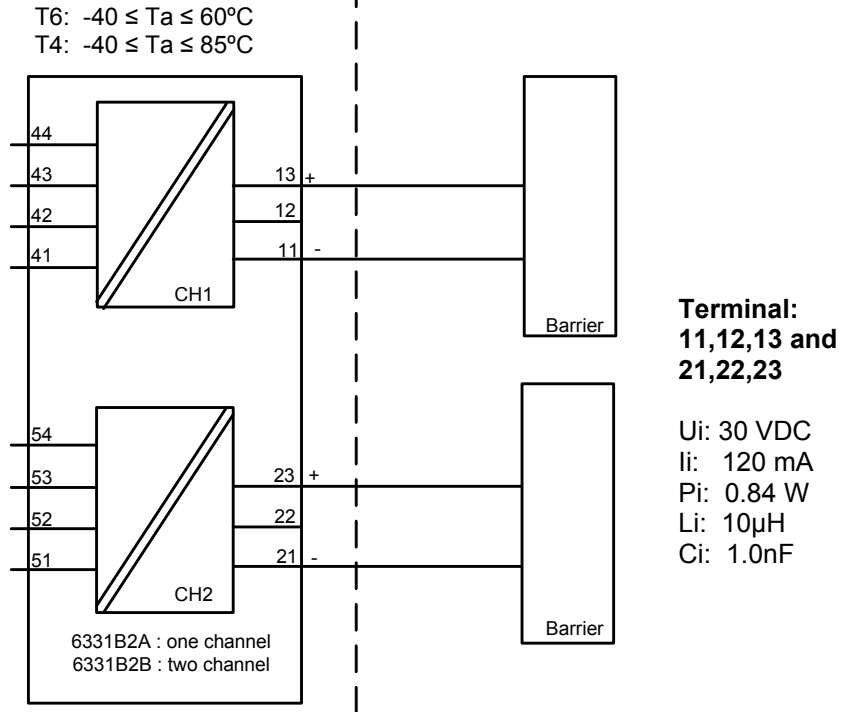 T6: -40 ≤ Ta ≤ 60ºC
T4: -40 ≤ Ta ≤ 85ºC
44
43
42
41
13 +
12
11 -
CH1
Barrier
54
53
52
51
23 +
22
21 -
CH2
Barrier
6331B2A : one channel
6331B2B : two channel
Terminal:
11,12,13 and
21,22,23
Ui: 30 VDC
Ii: 120 mA
Pi: 0.84 W
Li: 10µH
Ci: 1.0nF